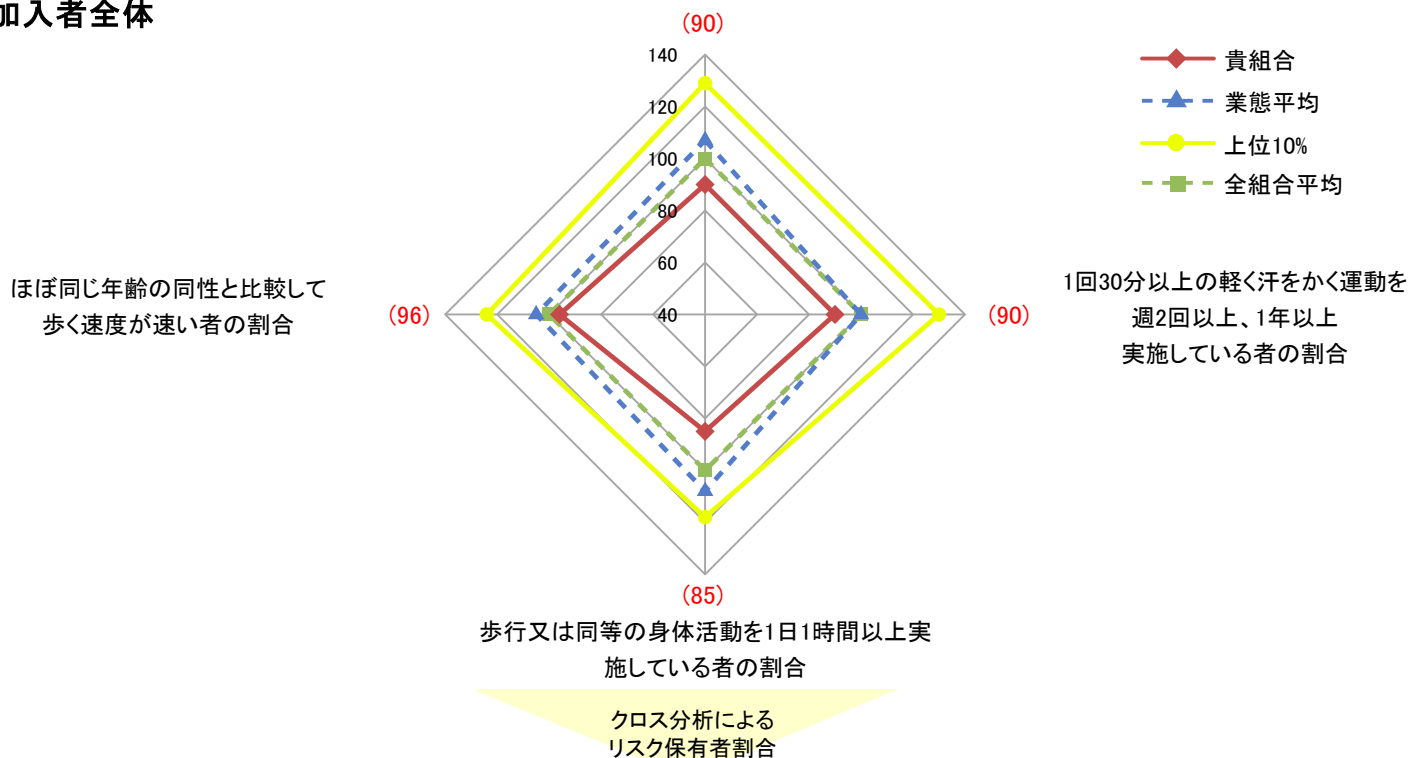 加入者全体
(90)
140
120
100
80
60
40
貴組合
業態平均
上位10%
全組合平均
ほぼ同じ年齢の同性と比較して
歩く速度が速い者の割合
(96)
(90)
1回30分以上の軽く汗をかく運動を
週2回以上、1年以上
実施している者の割合
(85)
歩行又は同等の身体活動を1日1時間以上実
施している者の割合
クロス分析による
リスク保有者割合